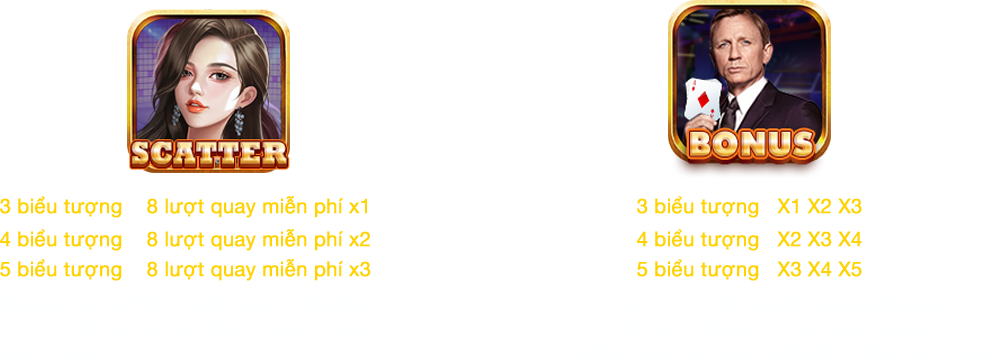 SCATTER
3 biểu tượng 8 lượt quay miễn phí x1
4 biểu tượng 8 lượt quay miễn phí x2
5 biểu tượng 8 lượt quay miễn phí x3
BONUS
3 biểu tượng X1 X2 X3
4 biểu tượng X2 X3 X4
5 biểu tượng X3 X4 X5